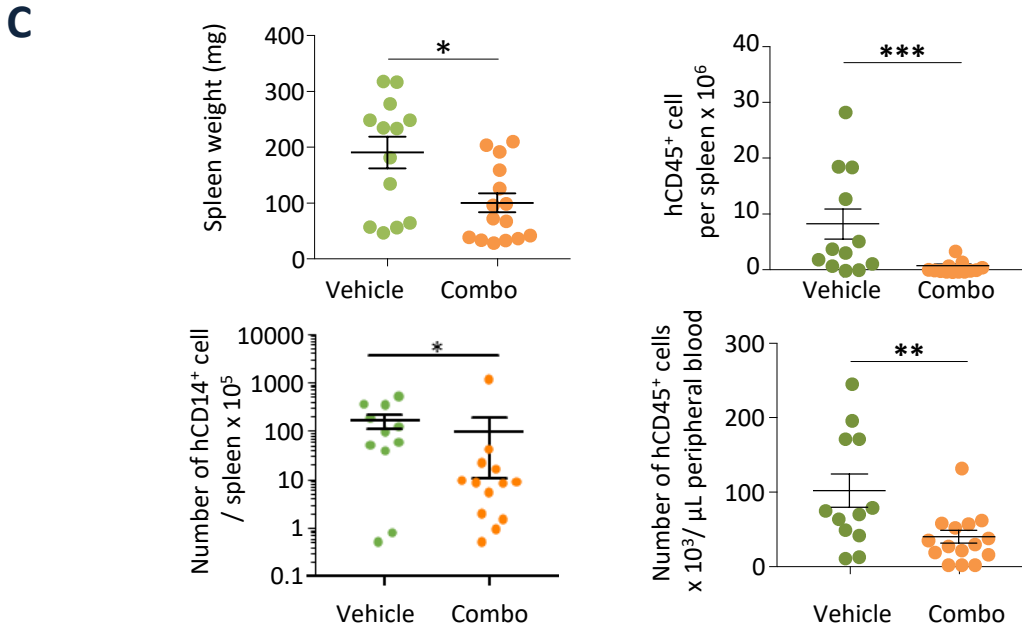 C
Spleen weight (mg)
400
300
200
100
0
*
Vehicle
Combo
hCD45⁺ cell
per spleen x 10⁶
40
30
20
10
0
***
Vehicle
Combo
Number of hCD14⁺ cell
/ spleen x 10⁵
10000
1000
100
10
1
0.1
*
Vehicle
Combo
Number of hCD45⁺ cells
x 10³/ µL peripheral blood
300
200
100
0
**
Vehicle
Combo